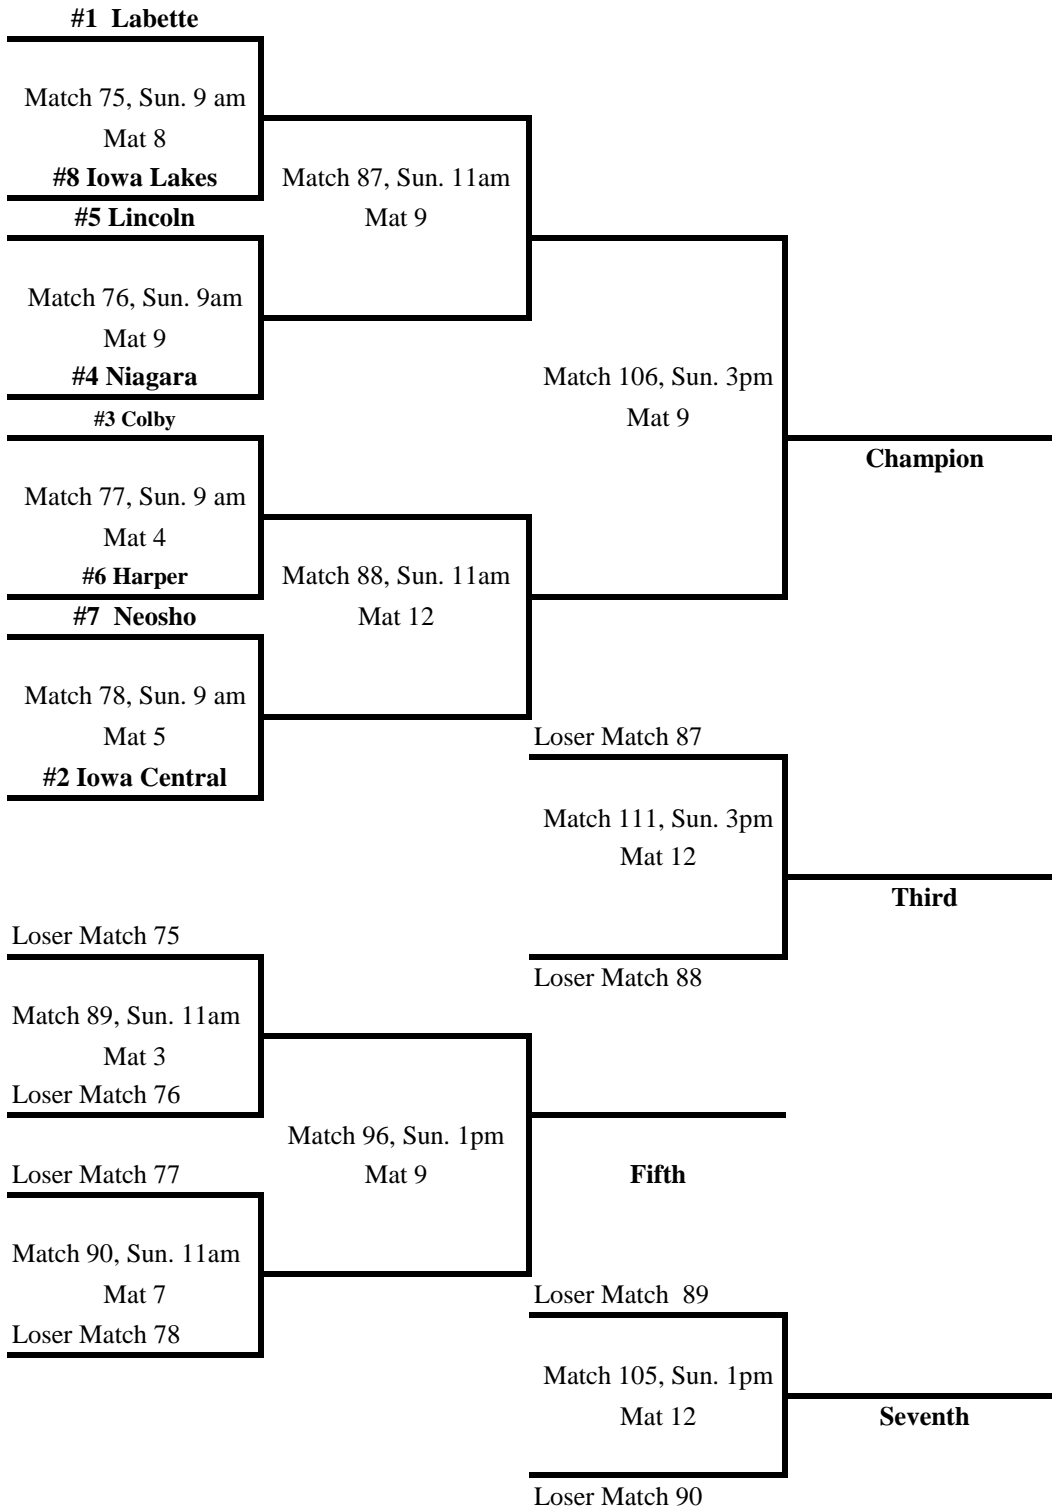 #1  Labette
Match 75, Sun. 9 am
Mat 8
#8 Iowa Lakes
Match 87, Sun. 11am
Mat 9
#5 Lincoln
Match 76, Sun. 9am
Mat 9
#4 Niagara
Match 106, Sun. 3pm
Mat 9
#3 Colby
Champion
Match 77, Sun. 9 am
Mat 4
#6 Harper
Match 88, Sun. 11am
Mat 12
#7  Neosho
Match 78, Sun. 9 am
Mat 5
#2 Iowa Central
Loser Match 87
Match 111, Sun. 3pm
Mat 12
Third
Loser Match 88
Loser Match 75
Match 89, Sun. 11am
Mat 3
Loser Match 76
Match 96, Sun. 1pm
Mat 9
Fifth
Loser Match 77
Match 90, Sun. 11am
Mat 7
Loser Match 78
Loser Match  89
Match 105, Sun. 1pm
Mat 12
Seventh
Loser Match 90